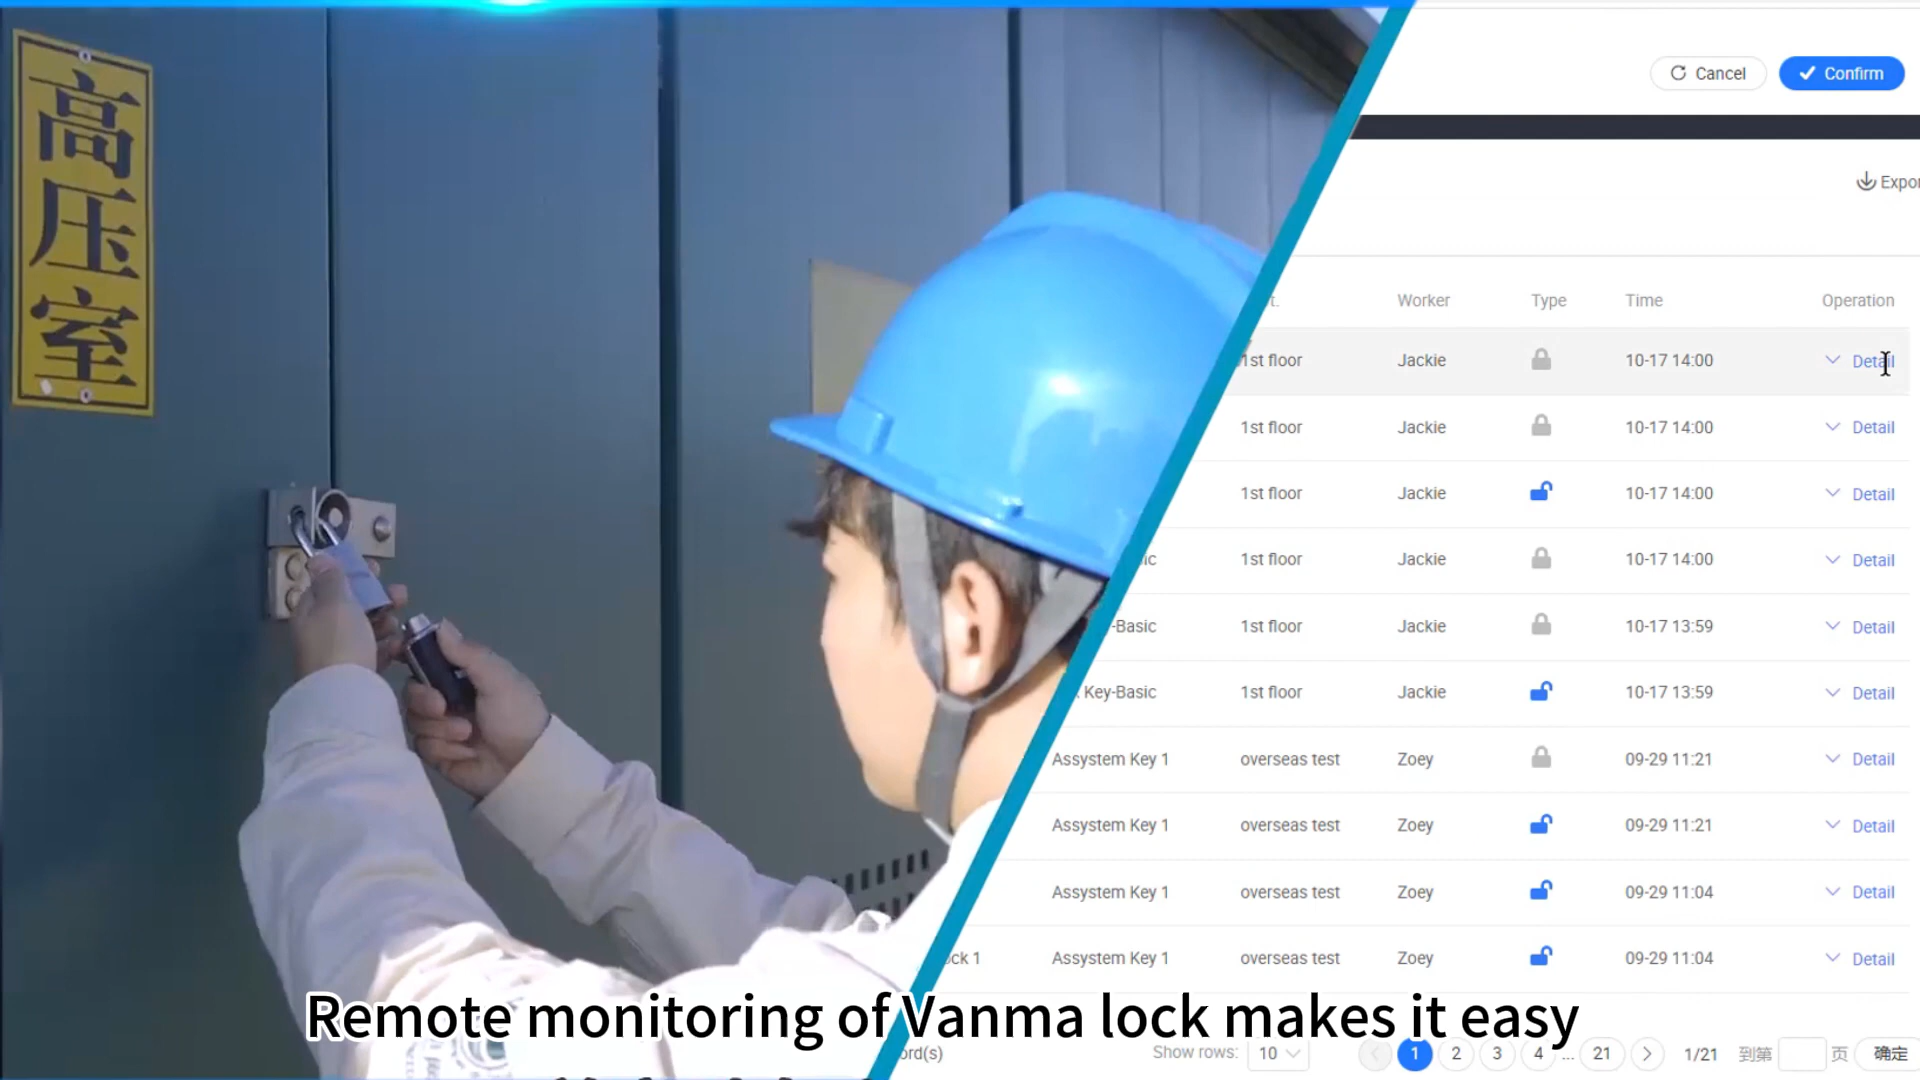 高压室
Cancel
Confirm
Worker Type Time Operation
1st floor Jackie 10-17 14:00 Detail
1st floor Jackie 10-17 14:00 Detail
1st floor Jackie 10-17 14:00 Detail
1st floor Jackie 10-17 14:00 Detail
-Basic 1st floor Jackie 10-17 13:59 Detail
Key-Basic 1st floor Jackie 10-17 13:59 Detail
Assystem Key 1 overseas test Zoey 09-29 11:21 Detail
Assystem Key 1 overseas test Zoey 09-29 11:21 Detail
Assystem Key 1 overseas test Zoey 09-29 11:04 Detail
1 Assystem Key 1 overseas test Zoey 09-29 11:04 Detail
Remote monitoring of Vanma lock makes it easy
Show rows: 10 1 2 3 4 ... 21 1/21 到第 页 确定